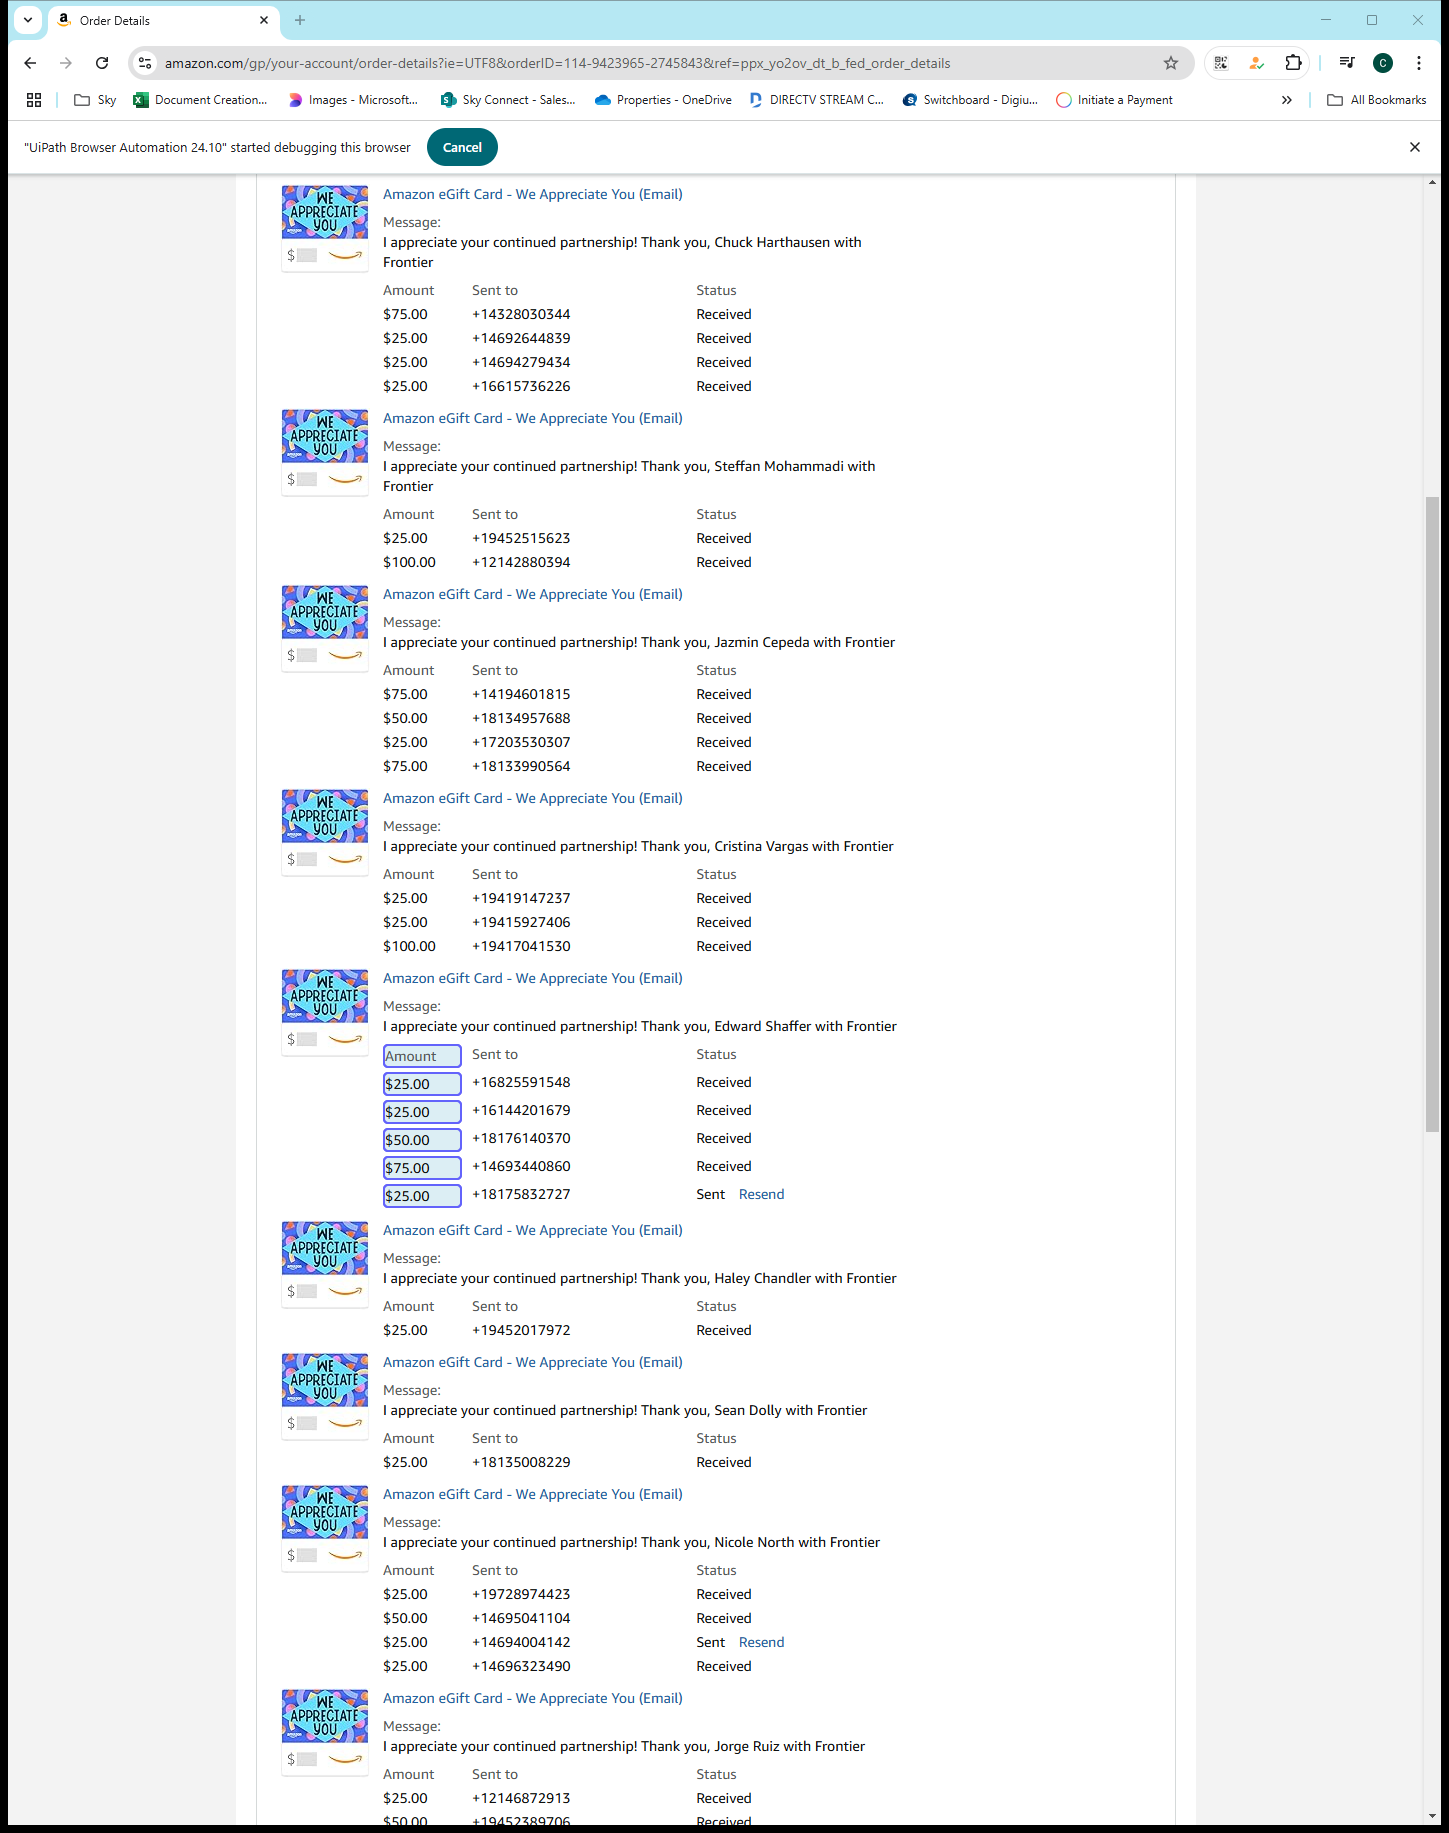 Order Details
amazon.com/gp/your-account/order-details?ie=UTF8&orderID=114-9423965-2745843&ref=ppx_yo2ov_dt_b_fed_order_details
C
Sky Document Creation... Images - Microsoft... Sky Connect - Sales... Properties - OneDrive DIRECTV STREAM C... Switchboard - Digiu... Initiate a Payment » All Bookmarks
"UiPath Browser Automation 24.10" started debugging this browser Cancel
WE APPRECIATE YOU
$
Amazon eGift Card - We Appreciate You (Email)
Message:
I appreciate your continued partnership! Thank you, Chuck Harthausen with
Frontier
Amount Sent to Status
$75.00 +14328030344 Received
$25.00 +14692644839 Received
$25.00 +14694279434 Received
$25.00 +16615736226 Received
WE APPRECIATE YOU
$
Amazon eGift Card - We Appreciate You (Email)
Message:
I appreciate your continued partnership! Thank you, Steffan Mohammadi with
Frontier
Amount Sent to Status
$25.00 +19452515623 Received
$100.00 +12142880394 Received
WE APPRECIATE YOU
$
Amazon eGift Card - We Appreciate You (Email)
Message:
I appreciate your continued partnership! Thank you, Jazmin Cepeda with Frontier
Amount Sent to Status
$75.00 +14194601815 Received
$50.00 +18134957688 Received
$25.00 +17203530307 Received
$75.00 +18133990564 Received
WE APPRECIATE YOU
$
Amazon eGift Card - We Appreciate You (Email)
Message:
I appreciate your continued partnership! Thank you, Cristina Vargas with Frontier
Amount Sent to Status
$25.00 +19419147237 Received
$25.00 +19415927406 Received
$100.00 +19417041530 Received
WE APPRECIATE YOU
$
Amazon eGift Card - We Appreciate You (Email)
Message:
I appreciate your continued partnership! Thank you, Edward Shaffer with Frontier
Amount Sent to Status
$25.00 +16825591548 Received
$25.00 +16144201679 Received
$50.00 +18176140370 Received
$75.00 +14693440860 Received
$25.00 +18175832727 Sent Resend
WE APPRECIATE YOU
$
Amazon eGift Card - We Appreciate You (Email)
Message:
I appreciate your continued partnership! Thank you, Haley Chandler with Frontier
Amount Sent to Status
$25.00 +19452017972 Received
WE APPRECIATE YOU
$
Amazon eGift Card - We Appreciate You (Email)
Message:
I appreciate your continued partnership! Thank you, Sean Dolly with Frontier
Amount Sent to Status
$25.00 +18135008229 Received
WE APPRECIATE YOU
$
Amazon eGift Card - We Appreciate You (Email)
Message:
I appreciate your continued partnership! Thank you, Nicole North with Frontier
Amount Sent to Status
$25.00 +19728974423 Received
$50.00 +14695041104 Received
$25.00 +14694004142 Sent Resend
$25.00 +14696323490 Received
WE APPRECIATE YOU
$
Amazon eGift Card - We Appreciate You (Email)
Message:
I appreciate your continued partnership! Thank you, Jorge Ruiz with Frontier
Amount Sent to Status
$25.00 +12146872913 Received
$50.00 +19452389706 Received